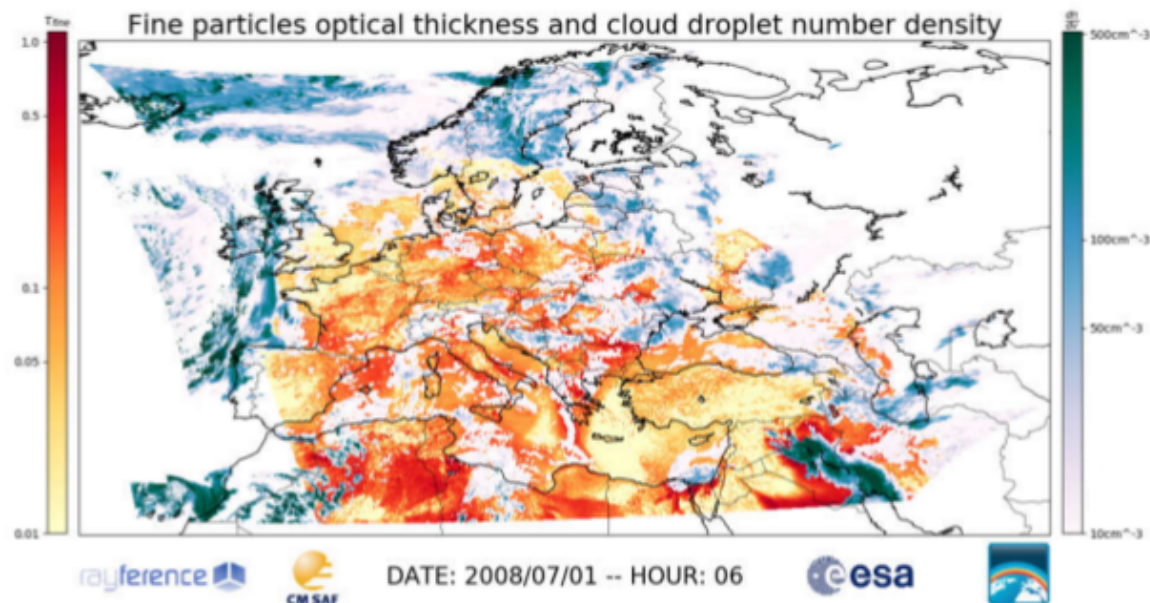 Fine particles optical thickness and cloud droplet number density
τfine
1.0
0.5
0.1
0.05
0.01
500cm^-3
100cm^-3
50cm^-3
10cm^-3
rayference
CM SAF
DATE: 2008/07/01 -- HOUR: 06
esa